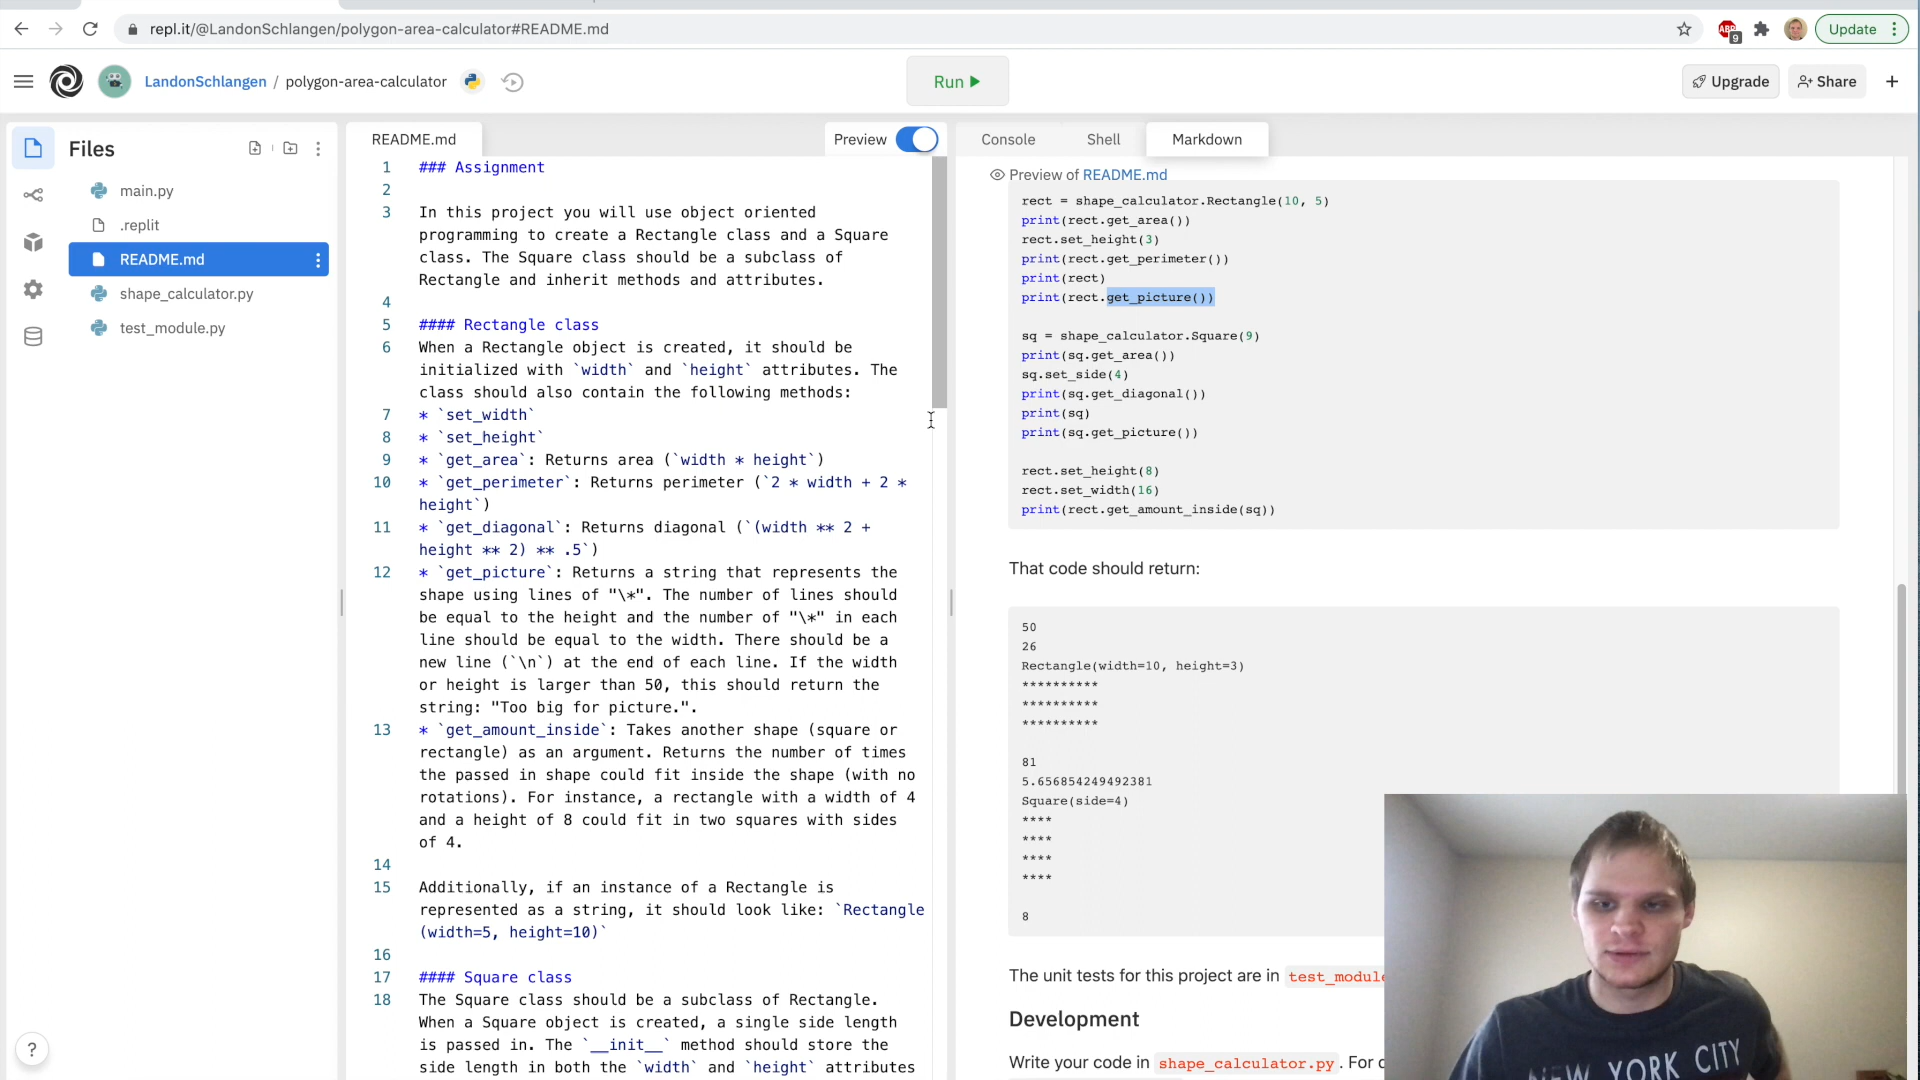 repl.it/@LandonSchlangen/polygon-area-calculator#README.md
ABP
9
Update
LandonSchlangen / polygon-area-calculator
Run
Upgrade
Share
+
Files
main.py
.replit
README.md
shape_calculator.py
test_module.py
?
README.md
Preview
1 ### Assignment
2
3 In this project you will use object oriented
programming to create a Rectangle class and a Square
class. The Square class should be a subclass of
Rectangle and inherit methods and attributes.
4
5 #### Rectangle class
6 When a Rectangle object is created, it should be
initialized with `width` and `height` attributes. The
class should also contain the following methods:
7 * `set_width`
8 * `set_height`
9 * `get_area`: Returns area (`width * height`)
10 * `get_perimeter`: Returns perimeter (`2 * width + 2 *
height`)
11 * `get_diagonal`: Returns diagonal (`(width ** 2 +
height ** 2) ** .5`)
12 * `get_picture`: Returns a string that represents the
shape using lines of "\*". The number of lines should
be equal to the height and the number of "\*" in each
line should be equal to the width. There should be a
new line (`\n`) at the end of each line. If the width
or height is larger than 50, this should return the
string: "Too big for picture.".
13 * `get_amount_inside`: Takes another shape (square or
rectangle) as an argument. Returns the number of times
the passed in shape could fit inside the shape (with no
rotations). For instance, a rectangle with a width of 4
and a height of 8 could fit in two squares with sides
of 4.
14
15 Additionally, if an instance of a Rectangle is
represented as a string, it should look like: `Rectangle
(width=5, height=10)`
16
17 #### Square class
18 The Square class should be a subclass of Rectangle.
When a Square object is created, a single side length
is passed in. The `__init__` method should store the
side length in both the `width` and `height` attributes
Console
Shell
Markdown
Preview of README.md
rect = shape_calculator.Rectangle(10, 5)
print(rect.get_area())
rect.set_height(3)
print(rect.get_perimeter())
print(rect)
print(rect.get_picture())
sq = shape_calculator.Square(9)
print(sq.get_area())
sq.set_side(4)
print(sq.get_diagonal())
print(sq)
print(sq.get_picture())
rect.set_height(8)
rect.set_width(16)
print(rect.get_amount_inside(sq))
That code should return:
50
26
Rectangle(width=10, height=3)
**********
**********
**********
81
5.656854249492381
Square(side=4)
****
****
****
****
8
The unit tests for this project are in test_module
Development
Write your code in shape_calculator.py. For
NEW YORK CITY